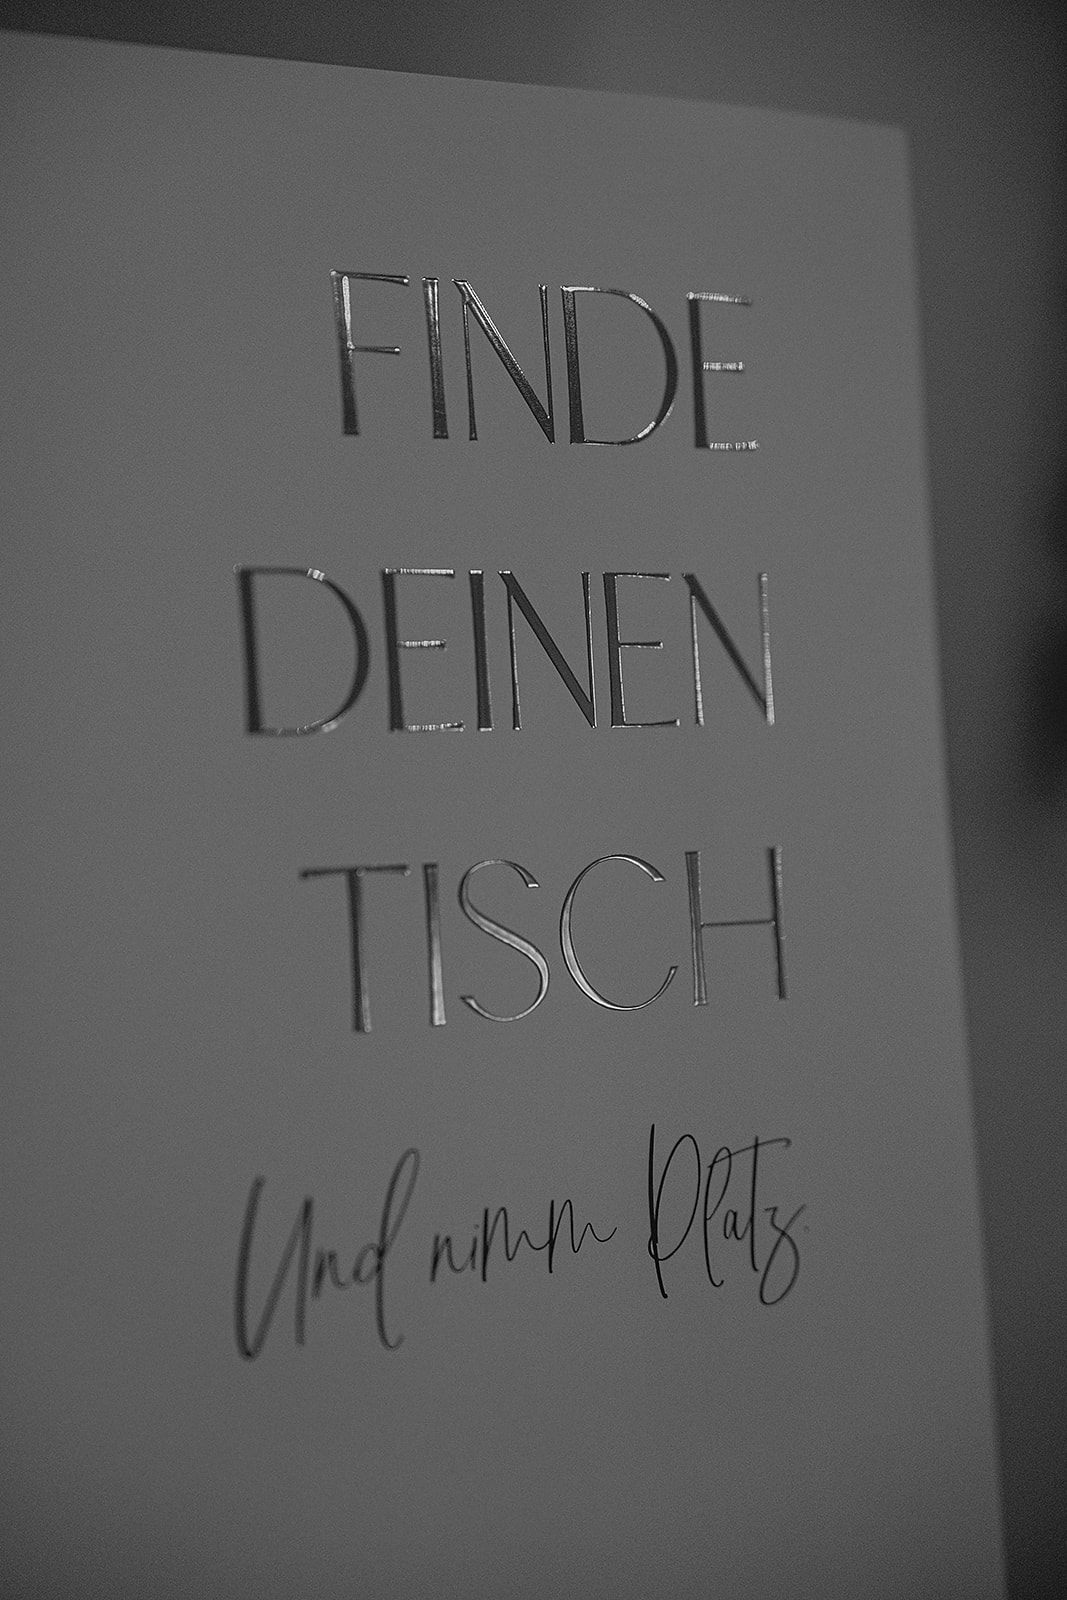 FINDE
DEINEN
TISCH
Und nimm Platz.